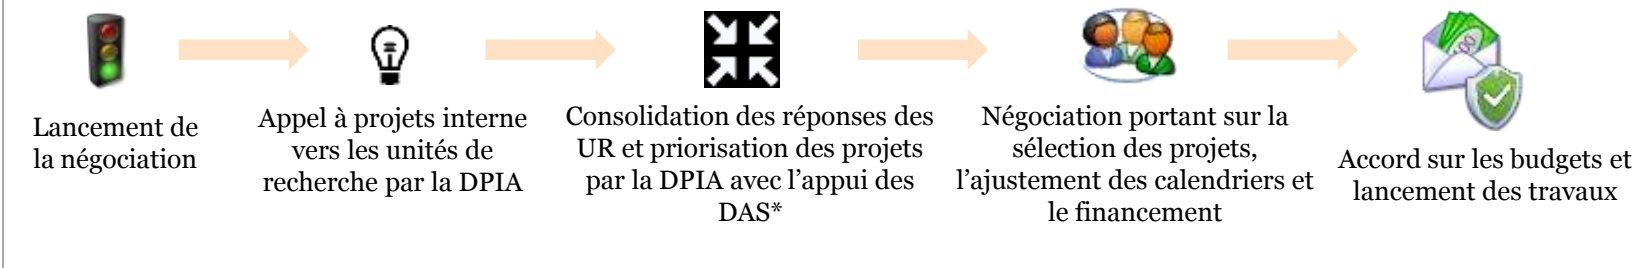 Lancement de
la négociation
Appel à projets interne
vers les unités de
recherche par la DPIA
Consolidation des réponses des
UR et priorisation des projets
par la DPIA avec l’appui des
DAS*
Négociation portant sur la
sélection des projets,
l’ajustement des calendriers et
le financement
Accord sur les budgets et
lancement des travaux